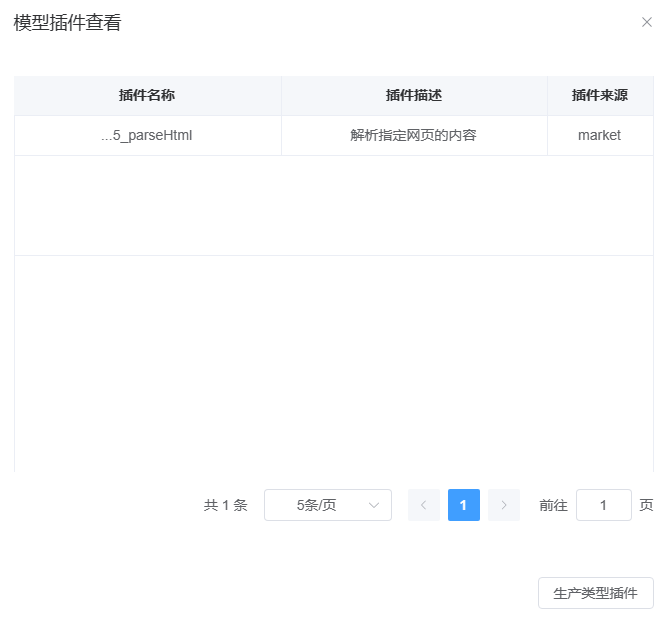 模型插件查看
插件名称 插件描述 插件来源
...5_parseHtml 解析指定网页的内容 market
共 1 条 5条/页 1 前往 1 页
生产类型插件